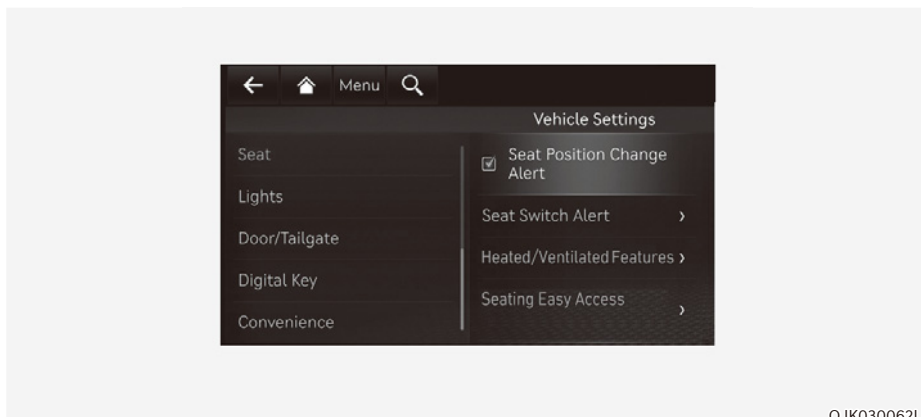 Menu
Vehicle Settings
Seat
Lights
Door/Tailgate
Digital Key
Convenience
Seat Position Change
Alert
Seat Switch Alert
Heated/Ventilated Features
Seating Easy Access